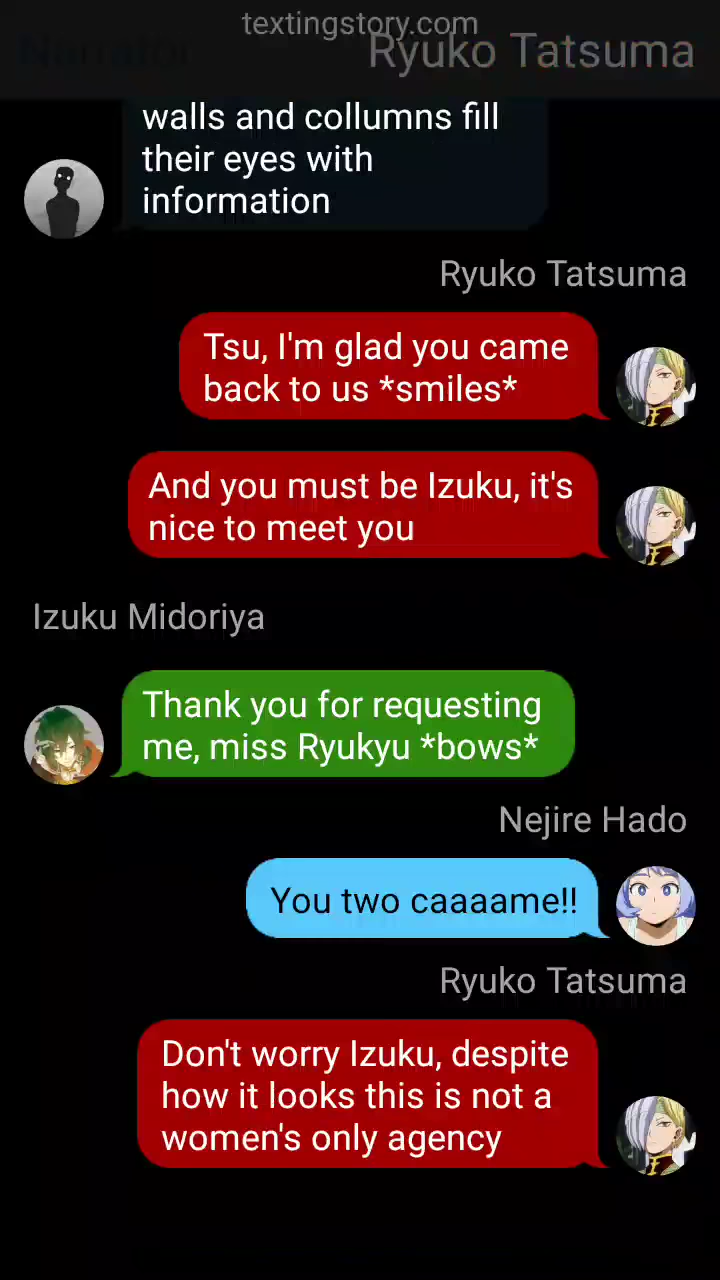 textingstory.com
Narrator
Ryuko Tatsuma
walls and collumns fill
their eyes with
information
Ryuko Tatsuma
Tsu, I'm glad you came
back to us *smiles*
And you must be Izuku, it's
nice to meet you
Izuku Midoriya
Thank you for requesting
me, miss Ryukyu *bows*
Nejire Hado
You two caaaame!!
Ryuko Tatsuma
Don't worry Izuku, despite
how it looks this is not a
women's only agency